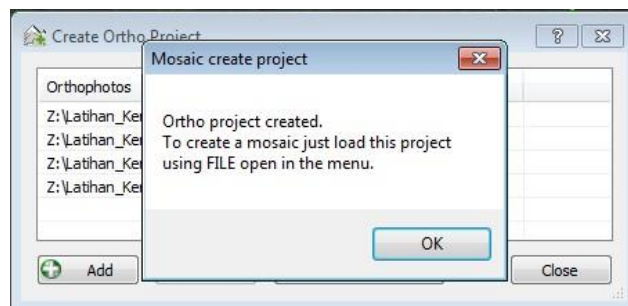 Create Ortho Project
Mosaic create project
Orthophotos
Z:\Latihan_Ke
Z:\Latihan_Ke
Z:\Latihan_Ke
Z:\Latihan_Ke
Ortho project created.
To create a mosaic just load this project
using FILE open in the menu.
OK
Add
Close